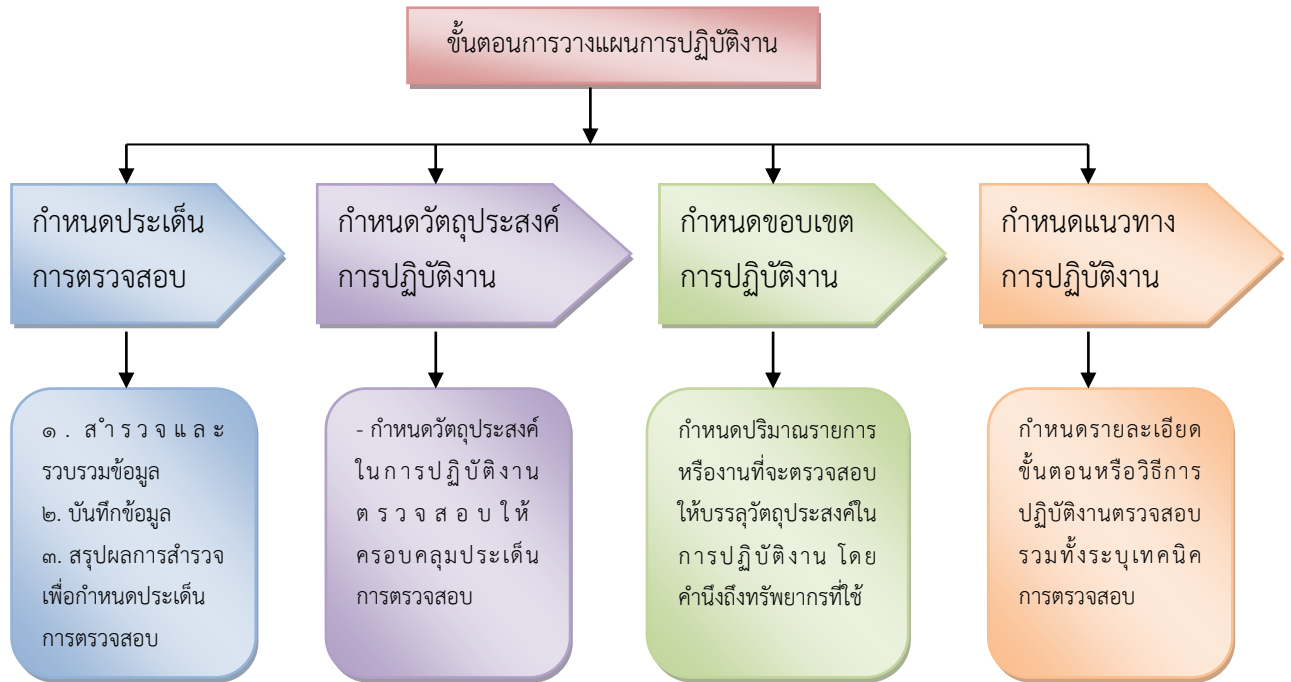 ขั้นตอนการวางแผนการปฏิบัติงาน
กำหนดประเด็น
การตรวจสอบ
กำหนดวัตถุประสงค์
การปฏิบัติงาน
กำหนดขอบเขต
การปฏิบัติงาน
กำหนดแนวทาง
การปฏิบัติงาน
๑. สำรวจและ
รวบรวมข้อมูล
๒. บันทึกข้อมูล
๓. สรุปผลการสำรวจ
เพื่อกำหนดประเด็น
การตรวจสอบ
- กำหนดวัตถุประสงค์
ในการปฏิบัติงาน
ตรวจสอบให้
ครอบคลุมประเด็น
การตรวจสอบ
กำหนดปริมาณรายการ
หรืองานที่จะตรวจสอบ
ให้บรรลุวัตถุประสงค์ใน
การปฏิบัติงาน โดย
คำนึงถึงทรัพยากรที่ใช้
กำหนดรายละเอียด
ขั้นตอนหรือวิธีการ
ปฏิบัติงานตรวจสอบ
รวมทั้งระบุเทคนิค
การตรวจสอบ